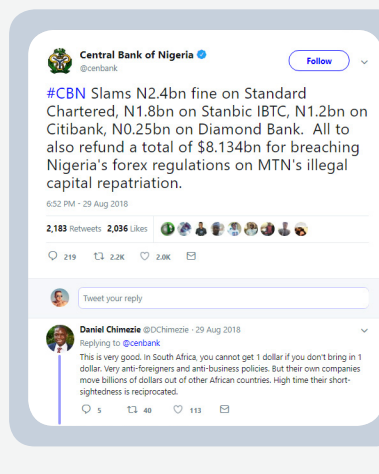 Central Bank of Nigeria
@cenbank
Follow
#CBN Slams N2.4bn fine on Standard
Chartered, N1.8bn on Stanbic IBTC, N1.2bn on
Citibank, N0.25bn on Diamond Bank. All to
also refund a total of $8.134bn for breaching
Nigeria's forex regulations on MTN's illegal
capital repatriation.
6:52 PM - 29 Aug 2018
2,183 Retweets 2,036 Likes
219 2.2K 2.0K
Tweet your reply
Daniel Chimezie @DChimezie · 29 Aug 2018
Replying to @cenbank
This is very good. In South Africa, you cannot get 1 dollar if you don't bring in 1
dollar. Very anti-foreigners and anti-business policies. But their own companies
move billions of dollars out of other African countries. High time their short-
sightedness is reciprocated.
5 40 113